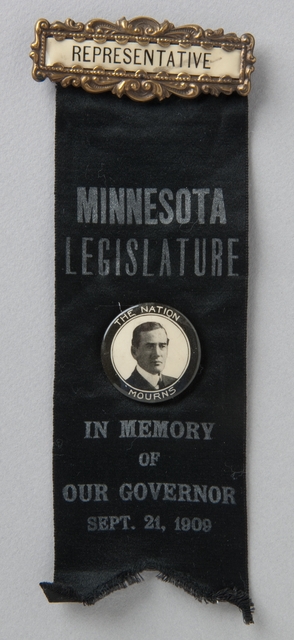 REPRESENTATIVE
MINNESOTA
LEGISLATURE
THE NATION
MOURNS
IN MEMORY
OF
OUR GOVERNOR
SEPT. 21, 1909